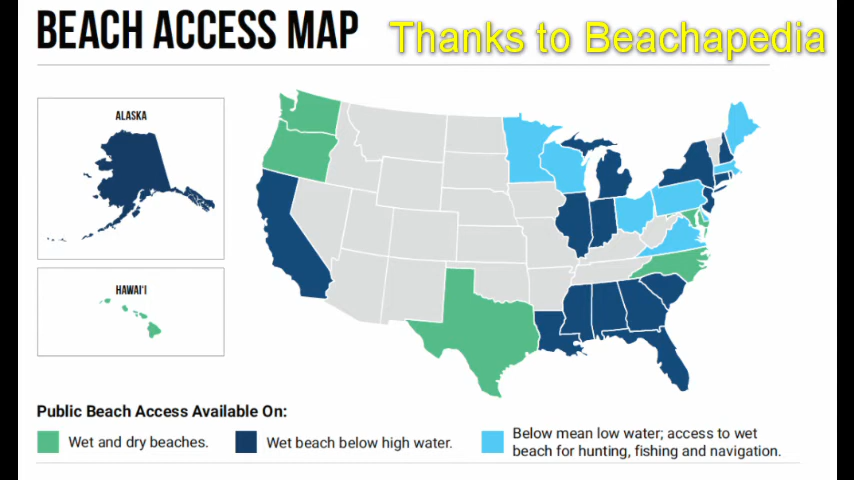 BEACH ACCESS MAP
Thanks to Beachapedia
ALASKA
HAWAI'I
Public Beach Access Available On:
Wet and dry beaches.
Wet beach below high water.
Below mean low water; access to wet
beach for hunting, fishing and navigation.